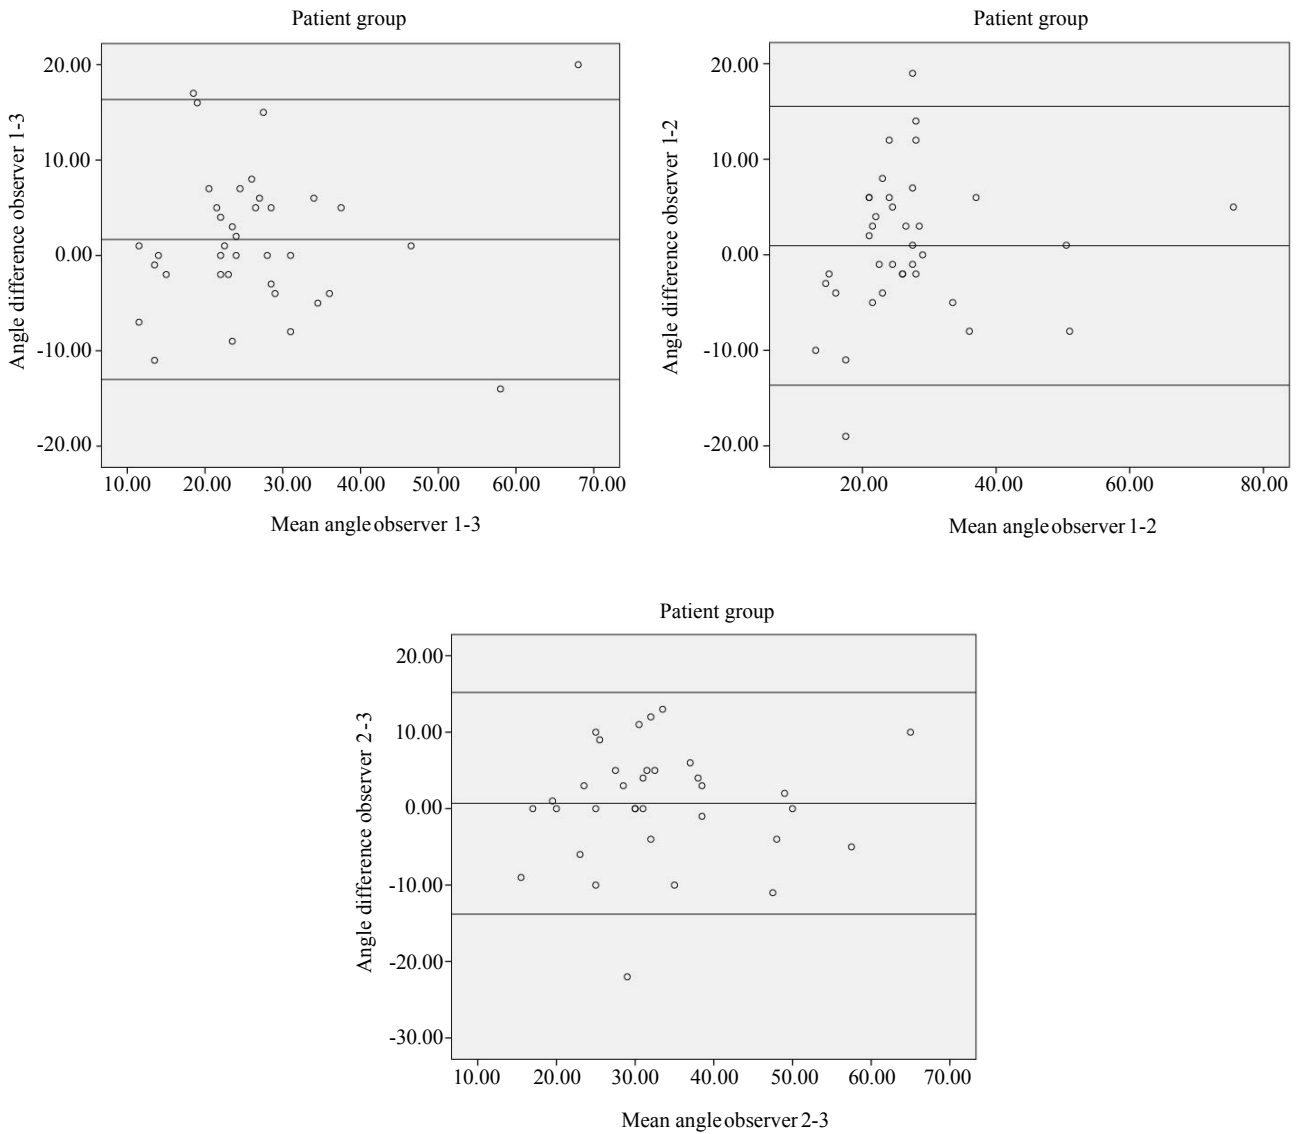 Patient group
Angle difference observer 1-3
20.00
10.00
0.00
-10.00
-20.00
10.00 20.00 30.00 40.00 50.00 60.00 70.00
Mean angle observer 1-3
Patient group
Angle difference observer 1-2
20.00
10.00
0.00
-10.00
-20.00
20.00 40.00 60.00 80.00
Mean angle observer 1-2
Patient group
Angle difference observer 2-3
20.00
10.00
0.00
-10.00
-20.00
-30.00
10.00 20.00 30.00 40.00 50.00 60.00 70.00
Mean angle observer 2-3